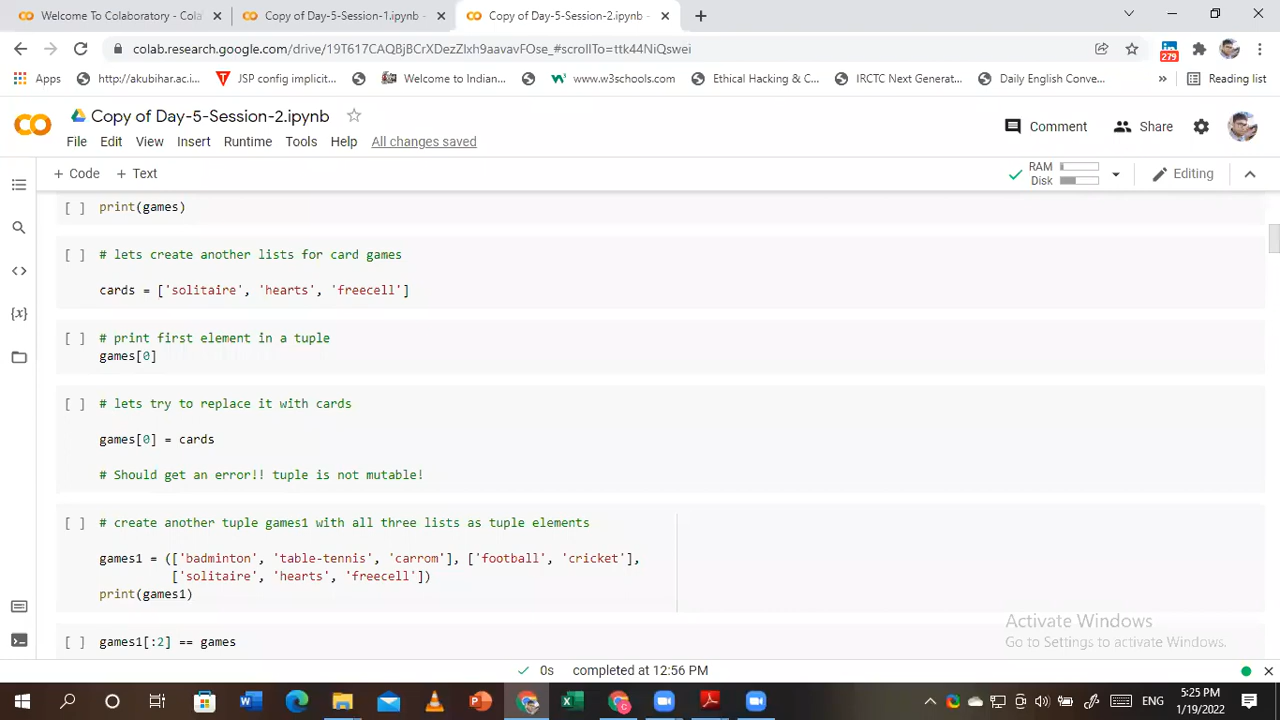 Welcome To Colaboratory - Cola
Copy of Day-5-Session-1.ipynb -
Copy of Day-5-Session-2.ipynb -
colab.research.google.com/drive/19T617CAQBjBCrXDezZlxh9aavavFOse_#scrollTo=ttk44NiQswei
279
Apps
http://akubihar.ac.i...
JSP config implicit...
Welcome to Indian...
www.w3schools.com
Ethical Hacking & C...
IRCTC Next Generat...
Daily English Conve...
»
Reading list
Copy of Day-5-Session-2.ipynb
Comment
Share
File Edit View Insert Runtime Tools Help All changes saved
+ Code + Text
RAM
Disk
Editing
[ ] print(games)
[ ] # lets create another lists for card games
cards = ['solitaire', 'hearts', 'freecell']
[ ] # print first element in a tuple
games[0]
[ ] # lets try to replace it with cards
games[0] = cards
# Should get an error!! tuple is not mutable!
[ ] # create another tuple games1 with all three lists as tuple elements
games1 = (['badminton', 'table-tennis', 'carrom'], ['football', 'cricket'],
['solitaire', 'hearts', 'freecell'])
print(games1)
[ ] games1[:2] == games
Activate Windows
Go to Settings to activate Windows.
0s completed at 12:56 PM
ENG
5:25 PM
1/19/2022